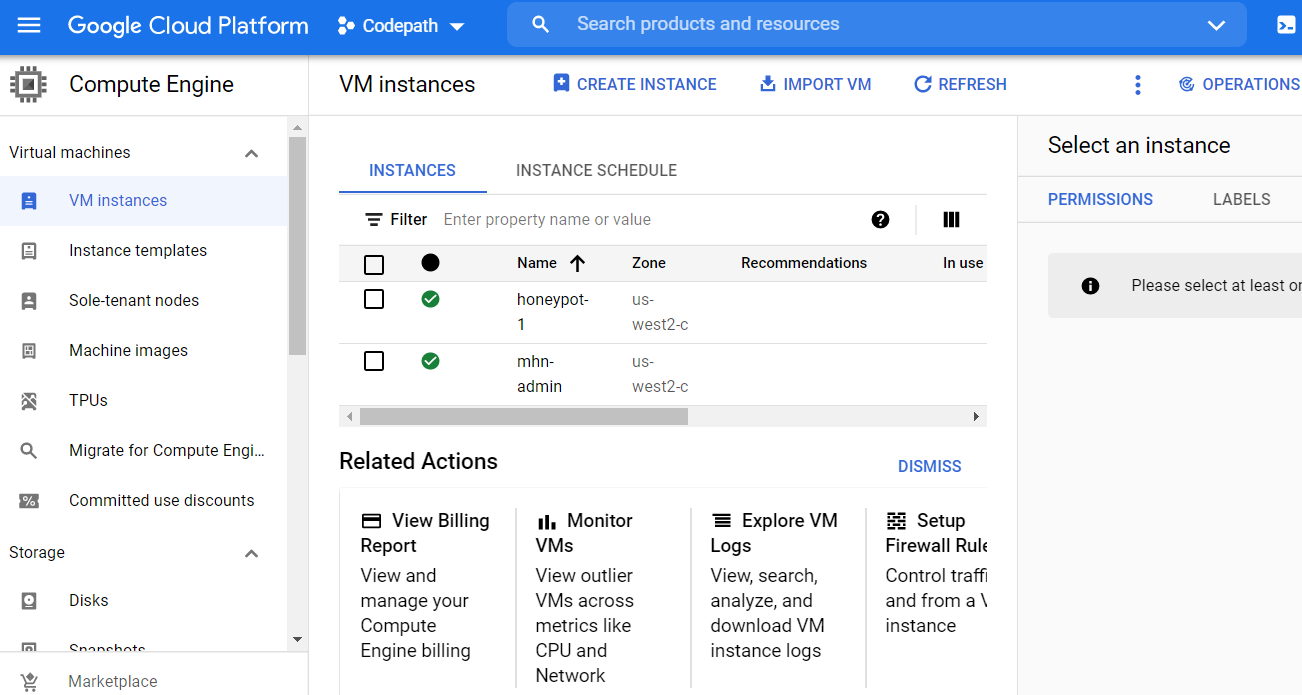 Google Cloud Platform
Codepath
Search products and resources
Compute Engine
VM instances
CREATE INSTANCE
IMPORT VM
REFRESH
OPERATIONS
Virtual machines
VM instances
Instance templates
Sole-tenant nodes
Machine images
TPUs
Migrate for Compute Engi...
Committed use discounts
Storage
Disks
Snapshots
Marketplace
INSTANCES
INSTANCE SCHEDULE
Filter
Enter property name or value
Name
Zone
Recommendations
In use
honeypot-
1
us-
west2-c
mhn-
admin
us-
west2-c
Related Actions
DISMISS
View Billing
Report
View and
manage your
Compute
Engine billing
Monitor
VMs
View outlier
VMs across
metrics like
CPU and
Network
Explore VM
Logs
View, search,
analyze, and
download VM
instance logs
Setup
Firewall Rule
Control traffi
and from a V
instance
Select an instance
PERMISSIONS
LABELS
Please select at least